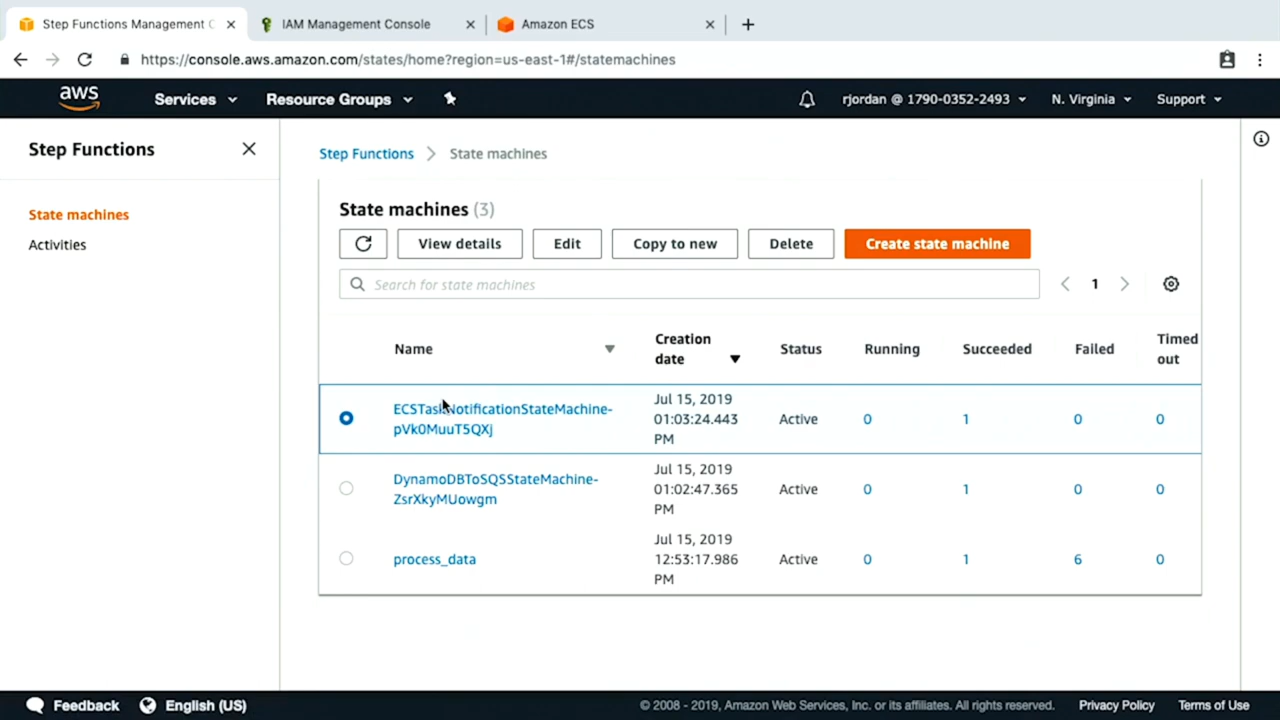 Step Functions Management C
IAM Management Console
Amazon ECS
https://console.aws.amazon.com/states/home?region=us-east-1#/statemachines
aws
Services
Resource Groups
rjordan @ 1790-0352-2493
N. Virginia
Support
Step Functions
State machines
Activities
Step Functions > State machines
State machines (3)
View details
Edit
Copy to new
Delete
Create state machine
Search for state machines
1
Name
Creation
date
Status
Running
Succeeded
Failed
Timed
out
ECSTaskNotificationStateMachine-
pVk0MuuT5QXj
Jul 15, 2019
01:03:24.443
PM
Active
0
1
0
0
DynamoDBToSQSStateMachine-
ZsrXkyMUowgm
Jul 15, 2019
01:02:47.365
PM
Active
0
1
0
0
process_data
Jul 15, 2019
12:53:17.986
PM
Active
0
1
6
0
Feedback
English (US)
© 2008 - 2019, Amazon Web Services, Inc. or its affiliates. All rights reserved.
Privacy Policy
Terms of Use